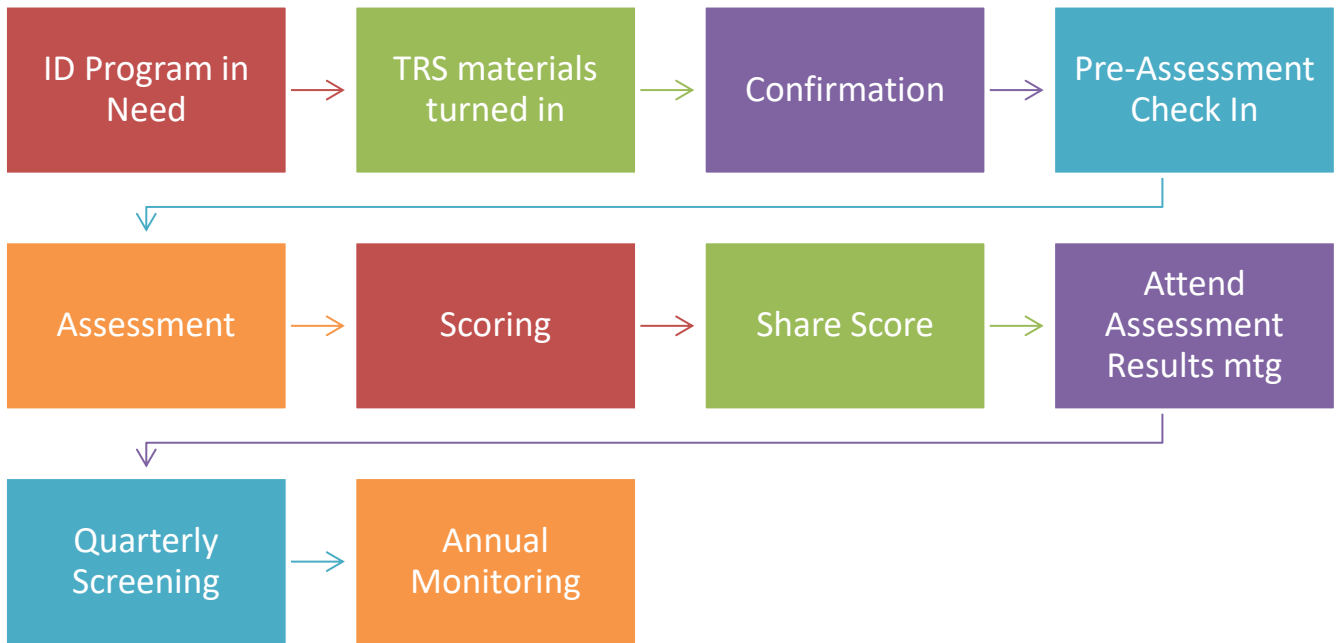 ID Program in
Need
TRS materials
turned in
Confirmation
Pre-Assessment
Check In
Assessment
Scoring
Share Score
Attend
Assessment
Results mtg
Quarterly
Screening
Annual
Monitoring